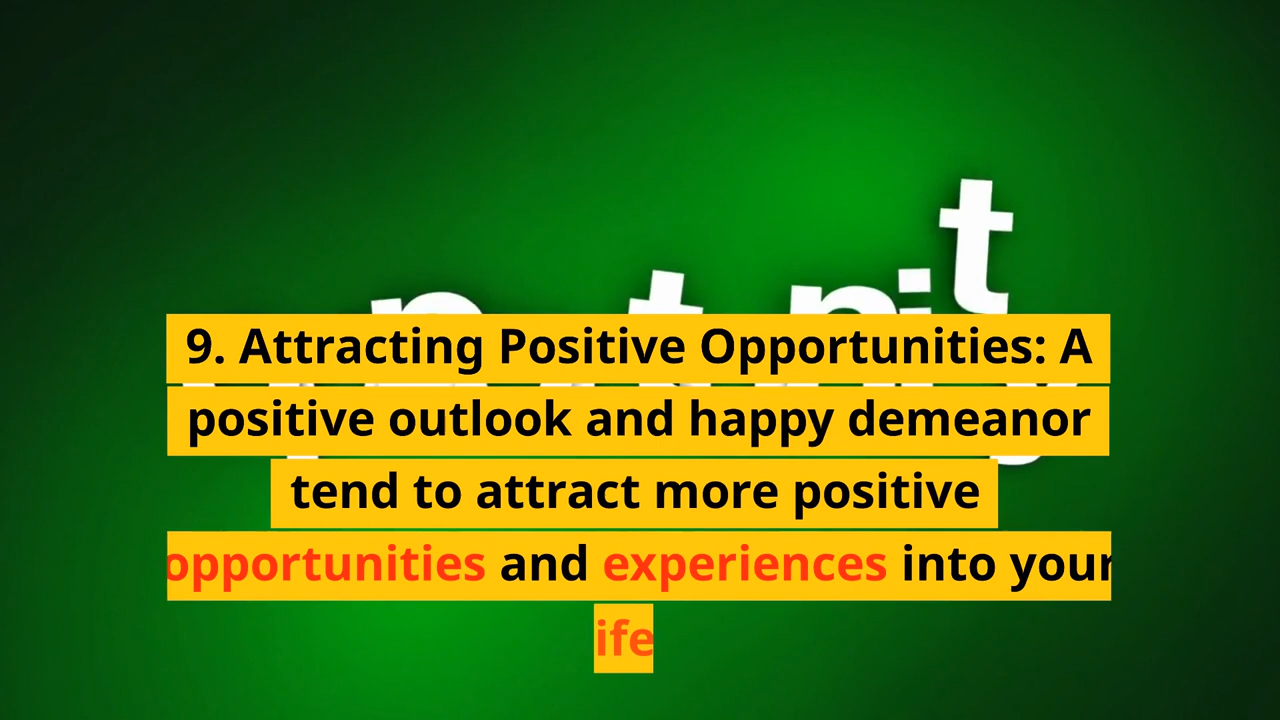 9. Attracting Positive Opportunities: A
positive outlook and happy demeanor
tend to attract more positive
opportunities and experiences into your
ife